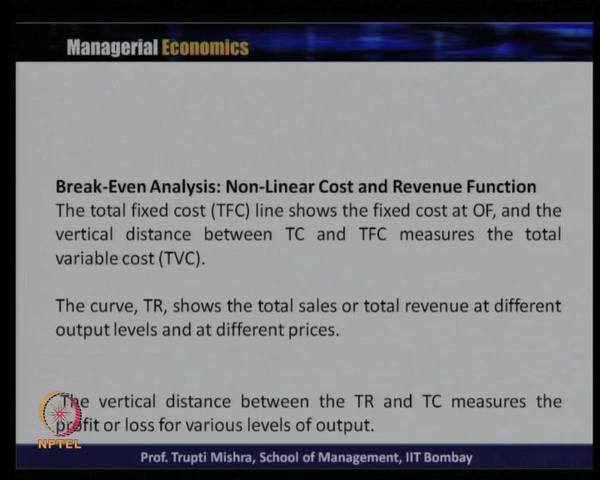 Managerial Economics
Break-Even Analysis: Non-Linear Cost and Revenue Function
The total fixed cost (TFC) line shows the fixed cost at OF, and the
vertical distance between TC and TFC measures the total
variable cost (TVC).
The curve, TR, shows the total sales or total revenue at different
output levels and at different prices.
The vertical distance between the TR and TC measures the
profit or loss for various levels of output.
NPTEL
Prof. Trupti Mishra, School of Management, IIT Bombay